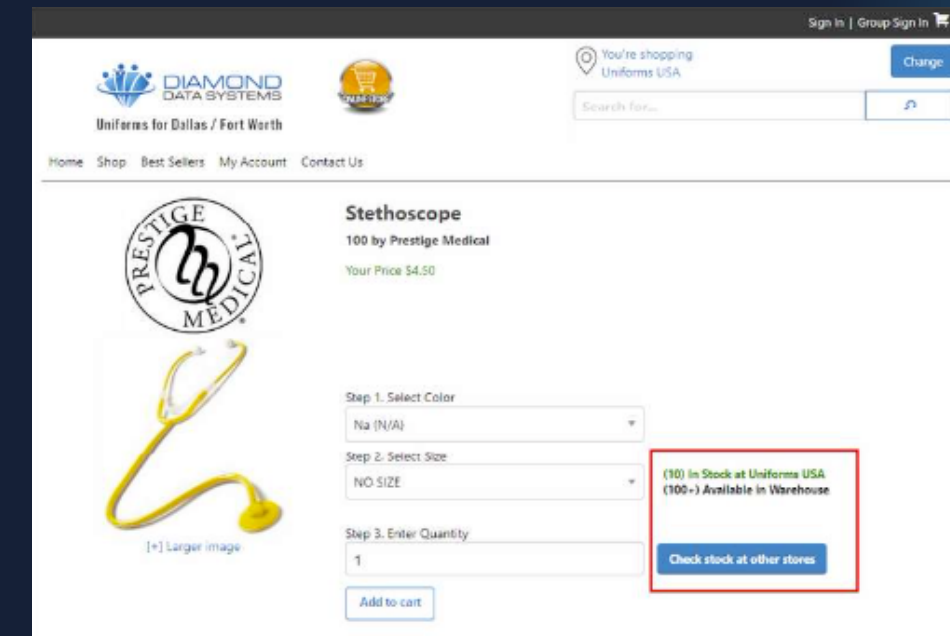 Sign In | Group Sign In
You're shopping
Uniforms USA
Change
DIAMOND
DATA SYSTEMS
Uniforms for Dallas / Fort Worth
ONLINE STORE
Search for...
Home Shop Best Sellers My Account Contact Us
PRESTIGE
MEDICAL
Stethoscope
100 by Prestige Medical
Your Price $4.50
Step 1. Select Color
Na (N/A)
Step 2. Select Size
NO SIZE
(10) In Stock at Uniforms USA
(100+) Available in Warehouse
Step 3. Enter Quantity
1
Check stock at other stores
[+] Larger image
Add to cart